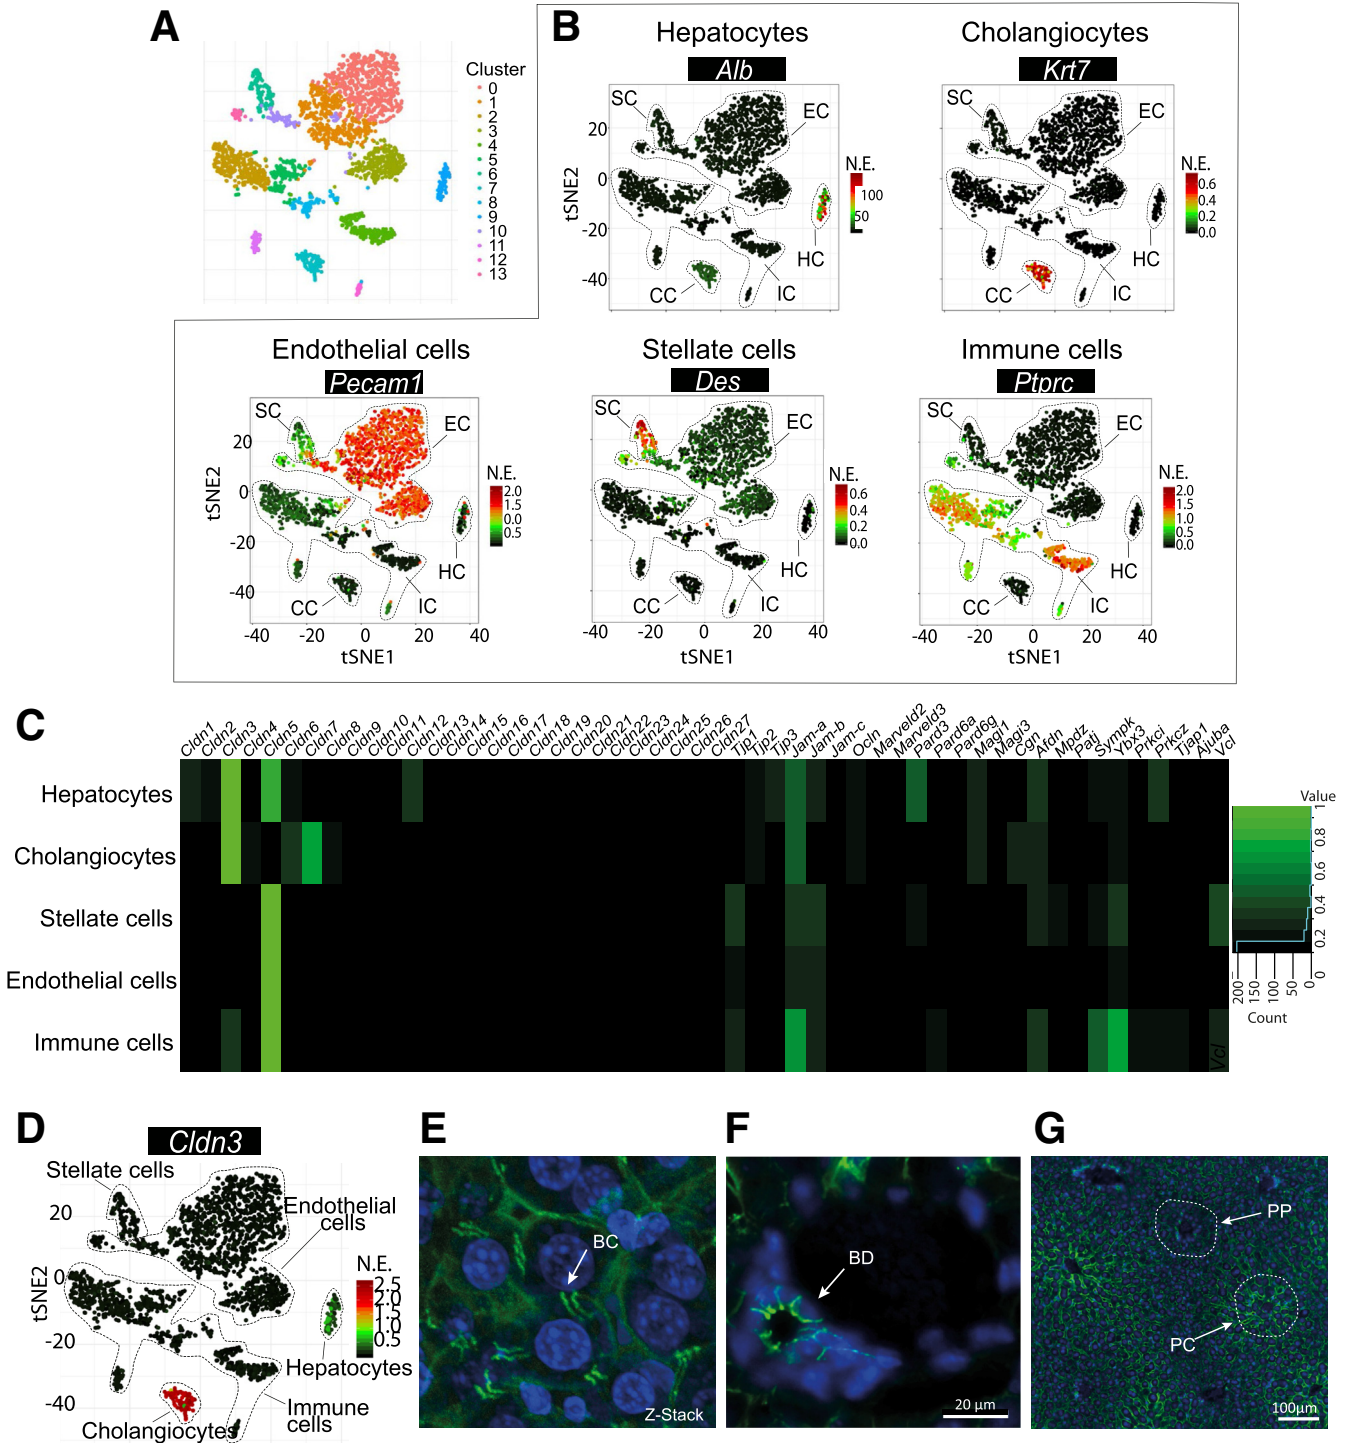 A
Cluster
0
1
2
3
4
5
6
7
8
9
10
11
12
13
B
Hepatocytes
Alb
SC
EC
20
0
-20
-40
tSNE2
HC
CC
IC
N.E.
100
50
Cholangiocytes
Krt7
SC
EC
HC
CC
IC
N.E.
0.6
0.4
0.2
0.0
Endothelial cells
Pecam1
SC
EC
20
0
-20
-40
tSNE2
HC
CC
IC
-40 -20 0 20 40
tSNE1
N.E.
2.0
1.5
0.0
0.5
Stellate cells
Des
SC
EC
HC
CC
IC
-40 -20 0 20 40
tSNE1
N.E.
0.6
0.4
0.2
0.0
Immune cells
Ptprc
SC
EC
HC
CC
IC
-40 -20 0 20 40
tSNE1
N.E.
2.0
1.5
1.0
0.5
0.0
C
Cldn1 Cldn2 Cldn3 Cldn4 Cldn5 Cldn6 Cldn7 Cldn8 Cldn9 Cldn10 Cldn11 Cldn12 Cldn13 Cldn14 Cldn15 Cldn16 Cldn17 Cldn18 Cldn19 Cldn20 Cldn21 Cldn22 Cldn23 Cldn24 Cldn25 Cldn26 Cldn27 Tjp1 Tjp2 Tjp3 Jam-a Jam-b Jam-c Ocln Marveld2 Marveld3 Pard3 Pard6a Pard6g Magi1 Magi3 Cgn Afdn Mpdz Patj Sympk Ybx3 Prkci Prkcz Tjap1 Ajuba Vcl
Hepatocytes
Cholangiocytes
Stellate cells
Endothelial cells
Immune cells
Vcl
Value
1
0.8
0.6
0.4
0.2
0
200 150 100 50 0
Count
D
Cldn3
Stellate cells
Endothelial
cells
20
0
-20
-40
tSNE2
N.E.
2.5
2.0
1.5
1.0
0.5
Hepatocytes
Immune
cells
Cholangiocytes
E
BC
Z-Stack
F
BD
20 µm
G
PP
PC
100µm